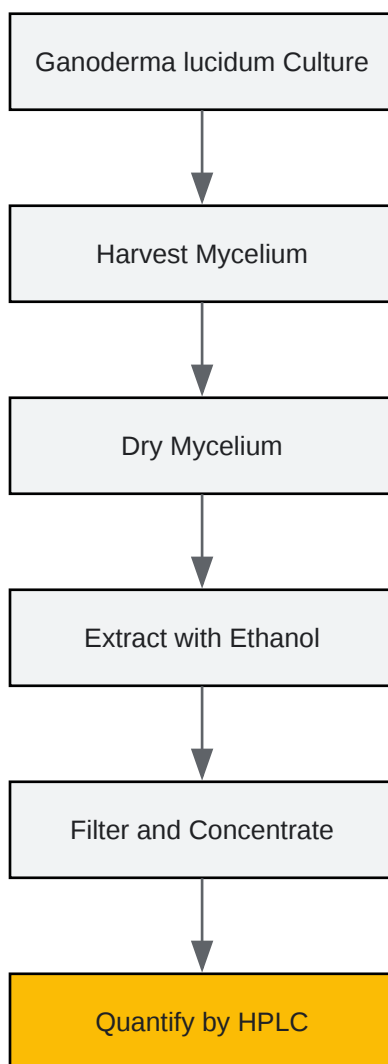 Ganoderma lucidum Culture
Harvest Mycelium
Dry Mycelium
Extract with Ethanol
Filter and Concentrate
Quantify by HPLC